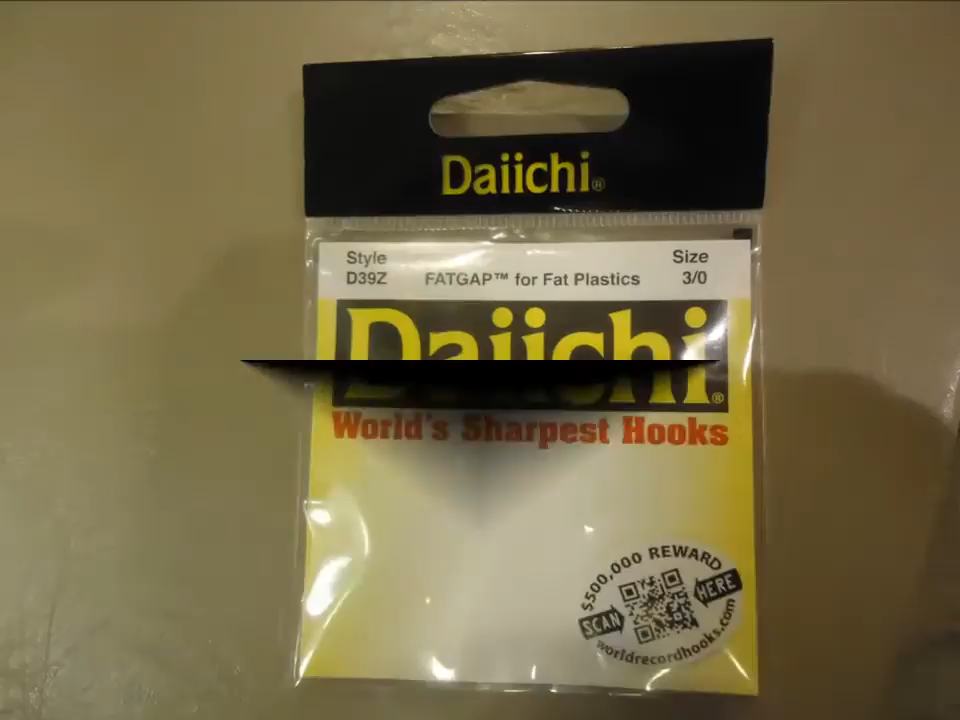 Daiichi®
Style
D39Z
FATGAP™ for Fat Plastics
Size
3/0
Daiichi®
World's Sharpest Hooks
$500,000 REWARD
SCAN
HERE
worldrecordhooks.com